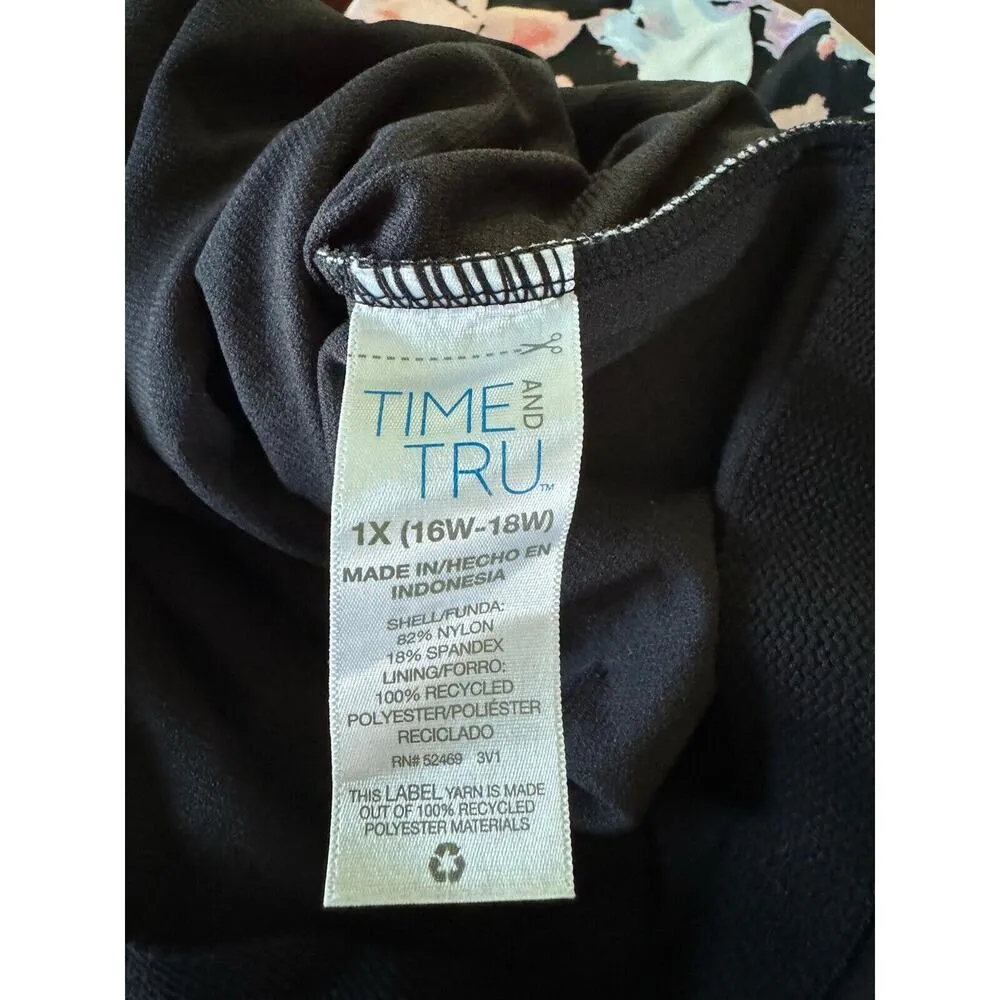 TIME AND
TRU™
1X (16W-18W)
MADE IN/HECHO EN
INDONESIA
SHELL/FUNDA:
82% NYLON
18% SPANDEX
LINING/FORRO:
100% RECYCLED
POLYESTER/POLIÉSTER
RECICLADO
RN# 52469 3V1
THIS LABEL YARN IS MADE
OUT OF 100% RECYCLED
POLYESTER MATERIALS